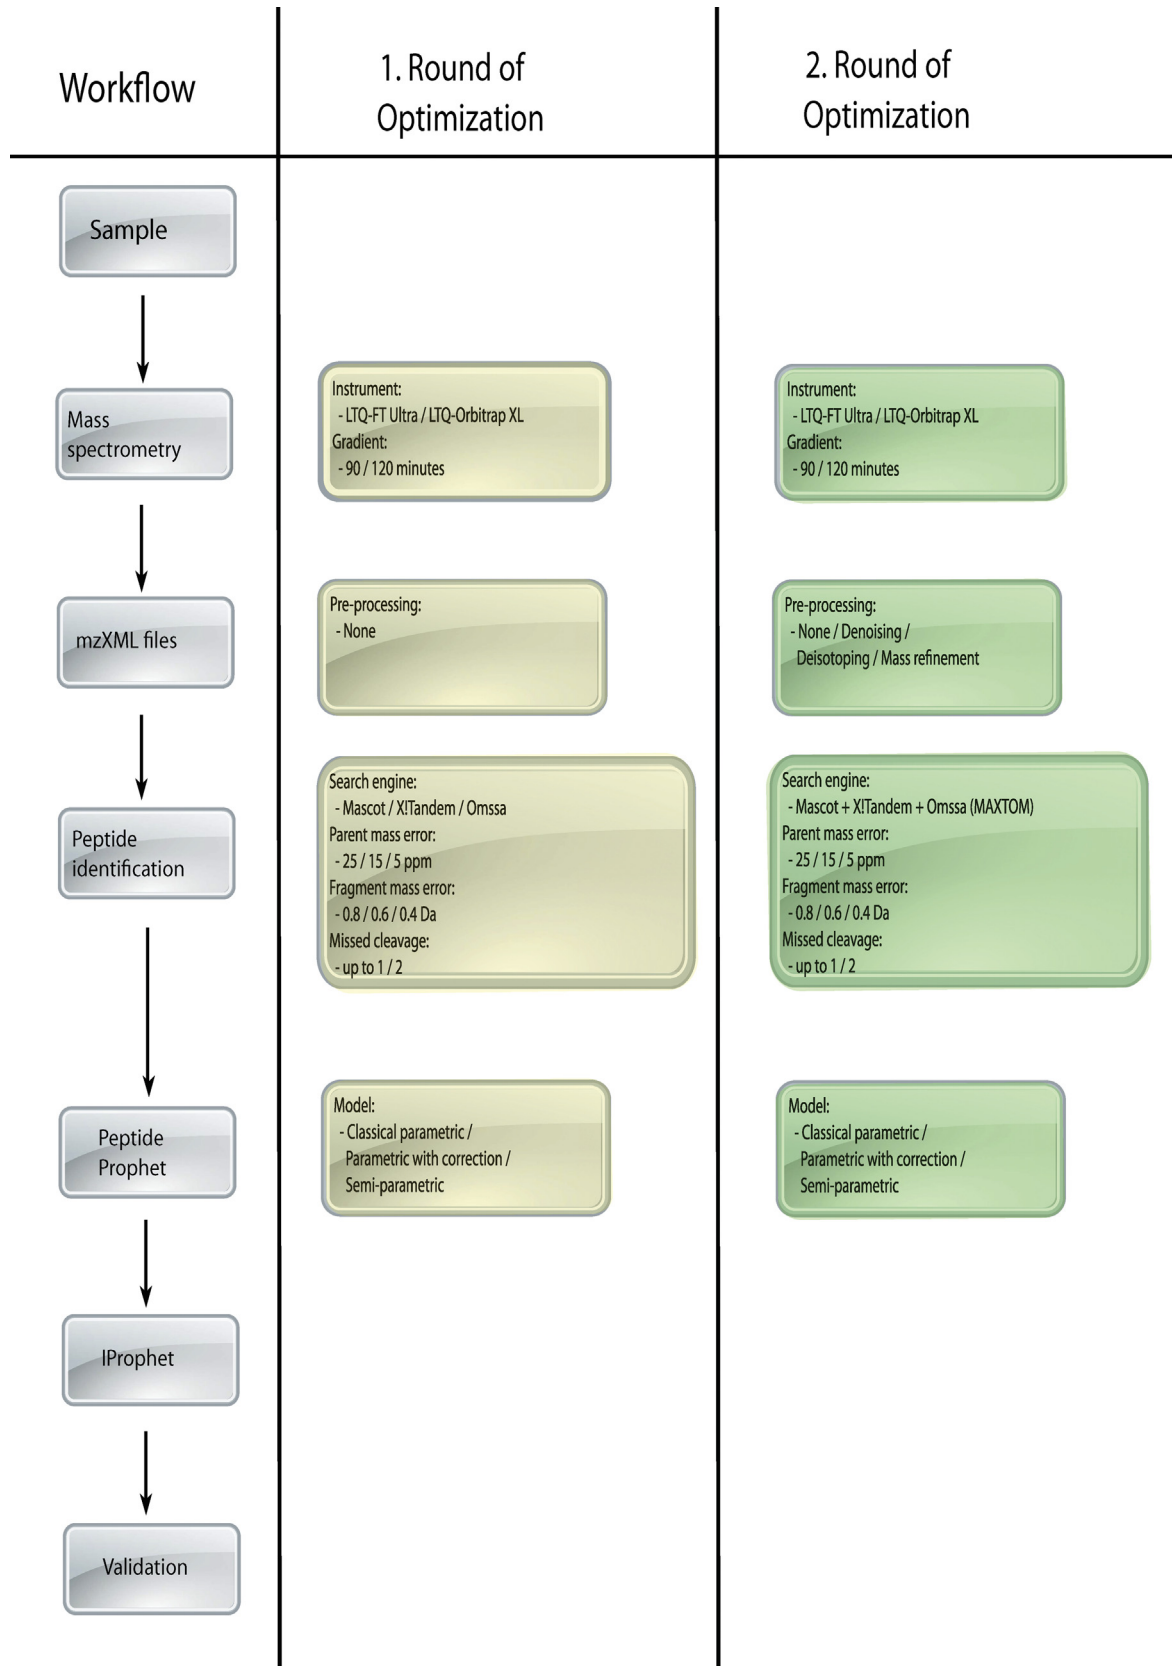 Workflow
1. Round of
Optimization
2. Round of
Optimization
Sample
Mass
spectrometry
Instrument:
- LTQ-FT Ultra / LTQ-Orbitrap XL
Gradient:
- 90 / 120 minutes
Instrument:
- LTQ-FT Ultra / LTQ-Orbitrap XL
Gradient:
- 90 / 120 minutes
mzXML files
Pre-processing:
- None
Pre-processing:
- None / Denoising /
Deisotoping / Mass refinement
Peptide
identification
Search engine:
- Mascot / X!Tandem / Omssa
Parent mass error:
- 25 / 15 / 5 ppm
Fragment mass error:
- 0.8 / 0.6 / 0.4 Da
Missed cleavage:
- up to 1 / 2
Search engine:
- Mascot + X!Tandem + Omssa (MAXTOM)
Parent mass error:
- 25 / 15 / 5 ppm
Fragment mass error:
- 0.8 / 0.6 / 0.4 Da
Missed cleavage:
- up to 1 / 2
Peptide
Prophet
Model:
- Classical parametric /
Parametric with correction /
Semi-parametric
Model:
- Classical parametric /
Parametric with correction /
Semi-parametric
IProphet
Validation